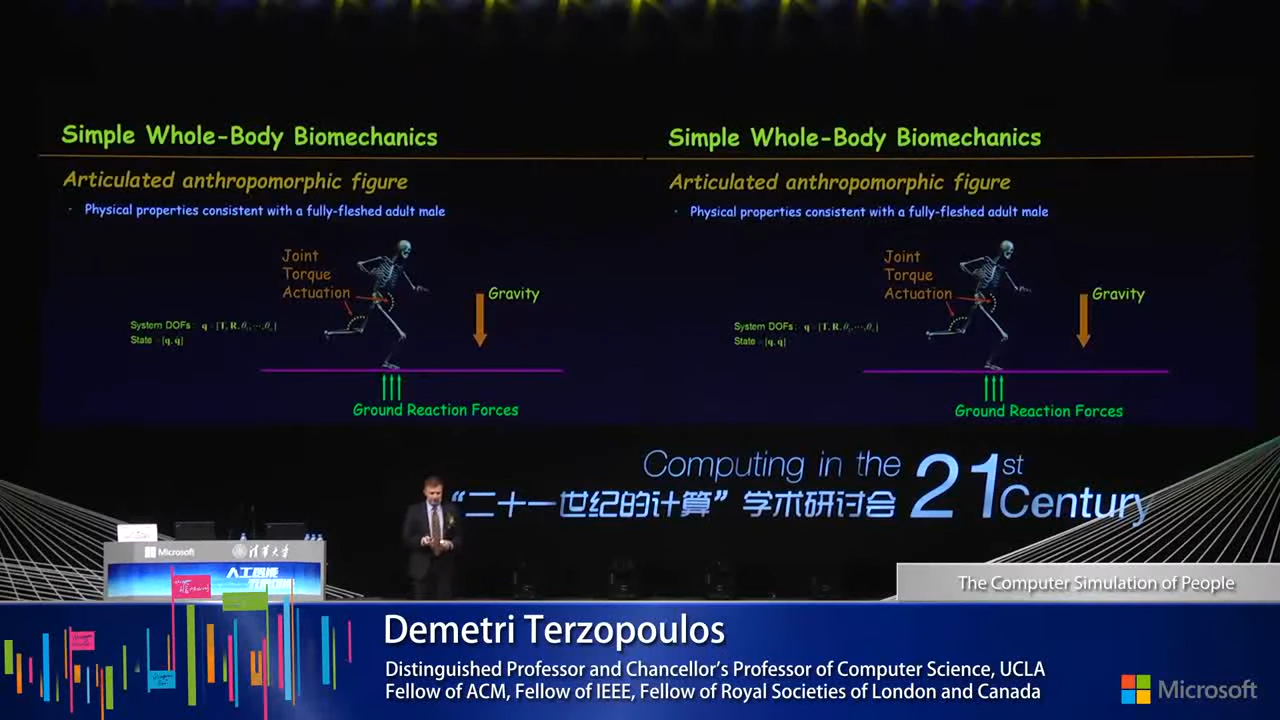 Simple Whole-Body Biomechanics
Articulated anthropomorphic figure
· Physical properties consistent with a fully-fleshed adult male
Joint
Torque
Actuation
Gravity
System DOFs:
State = [q, q̇]
Ground Reaction Forces
Simple Whole-Body Biomechanics
Articulated anthropomorphic figure
· Physical properties consistent with a fully-fleshed adult male
Joint
Torque
Actuation
Gravity
System DOFs:
State = [q, q̇]
Ground Reaction Forces
Computing in the 21st Century
“二十一世纪的计算”学术研讨会
Microsoft
清华大学
The Computer Simulation of People
Demetri Terzopoulos
Distinguished Professor and Chancellor’s Professor of Computer Science, UCLA
Fellow of ACM, Fellow of IEEE, Fellow of Royal Societies of London and Canada
Microsoft